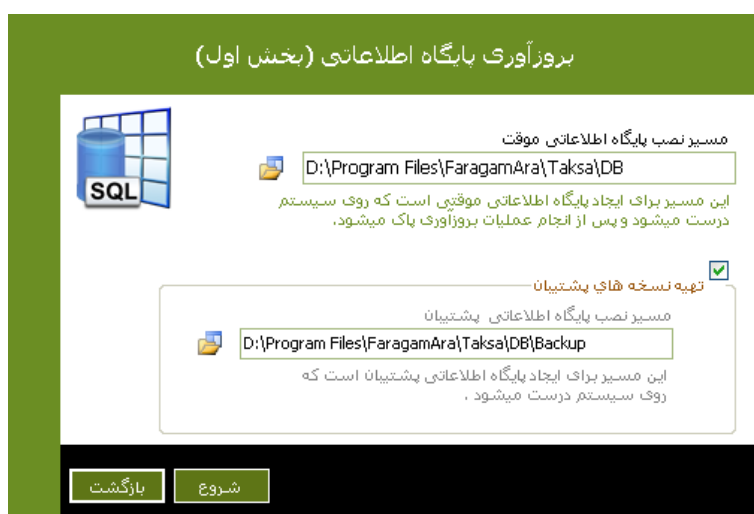 بروزآوری پایگاه اطلاعاتی (بخش اول)
SQL
مسیر نصب پایگاه اطلاعاتی موقت
D:\Program Files\FaragamAra\Taksa\DB
این مسیر برای ایجاد پایگاه اطلاعاتی موقتی است که روی سیستم
درست میشود و پس از انجام عملیات بروزآوری پاک میشود.
تهیه نسخه هاي پشتیبان
مسیر نصب پایگاه اطلاعاتی پشتیبان
D:\Program Files\FaragamAra\Taksa\DB\Backup
این مسیر برای ایجاد پایگاه اطلاعاتی پشتیبان است که
روی سیستم درست میشود .
شروع
بازگشت